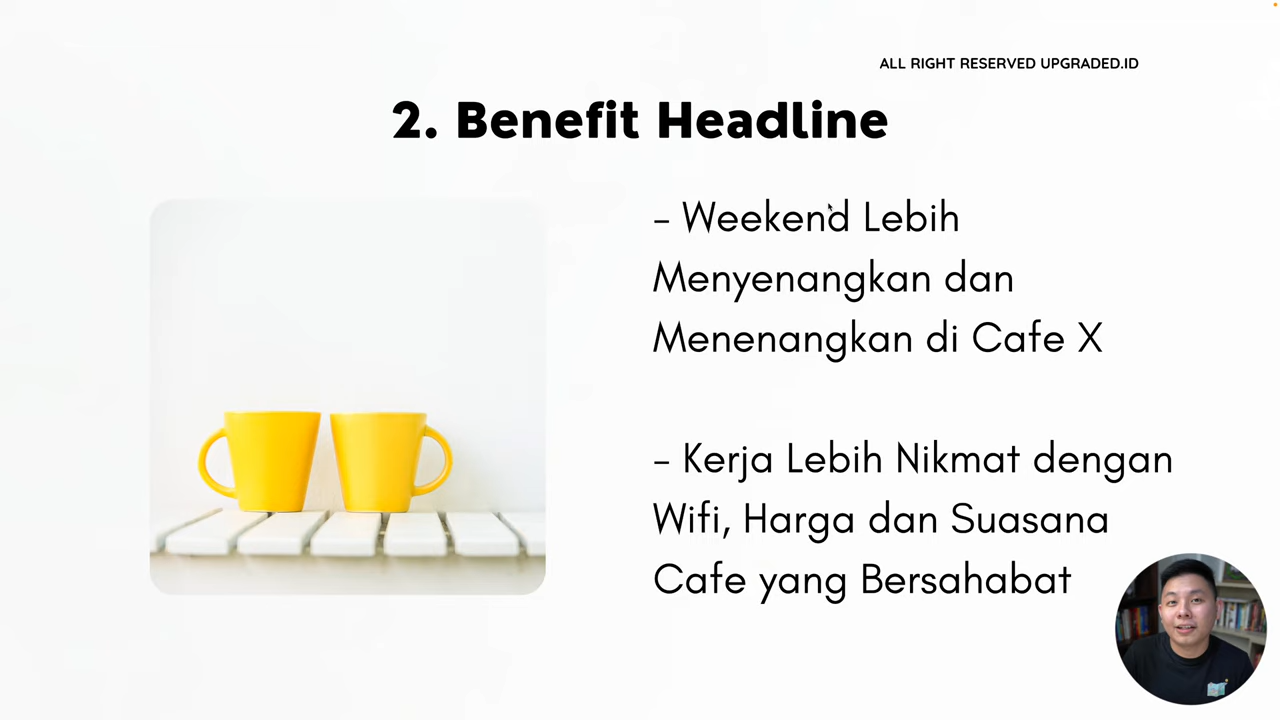 ALL RIGHT RESERVED UPGRADED.ID
2. Benefit Headline
– Weekend Lebih
Menyenangkan dan
Menenangkan di Cafe X
– Kerja Lebih Nikmat dengan
Wifi, Harga dan Suasana
Cafe yang Bersahabat